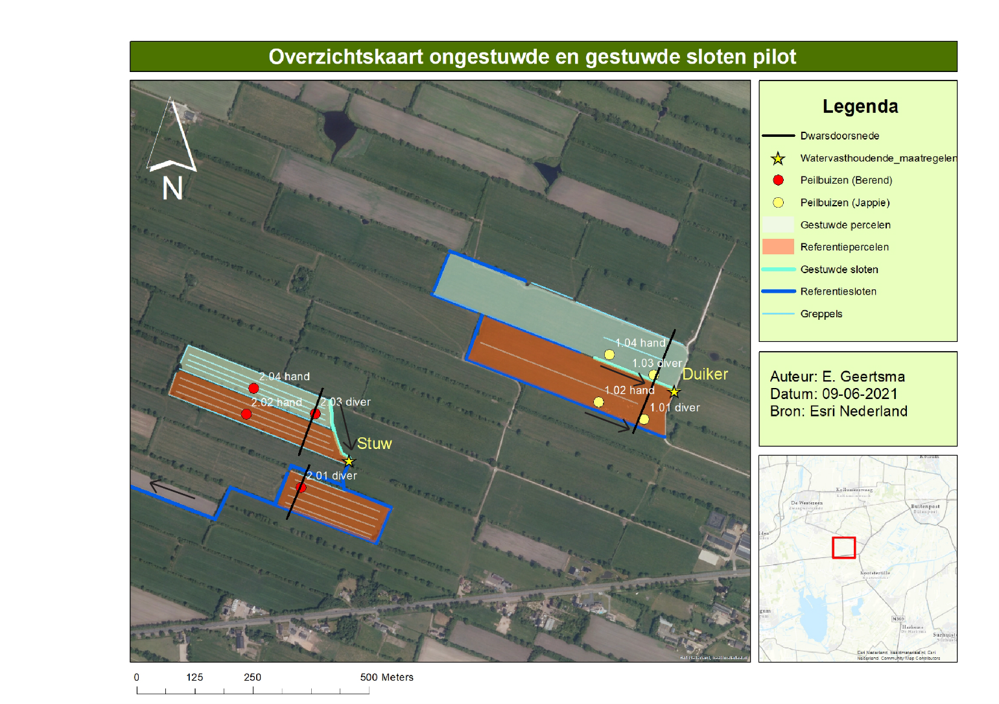 Overzichtskaart ongestuwde en gestuwde sloten pilot
N
1.04 hand
1.03 diver
Duiker
1.02 hand
1.01 diver
2.04 hand
2.02 hand
2.03 diver
Stuw
2.01 diver
Legenda
Dwarsdoorsnede
Watervasthoudende_maatregelen
Peilbuizen (Berend)
Peilbuizen (Jappie)
Gestuwde percelen
Referentiepercelen
Gestuwde sloten
Referentiesloten
Greppels
Auteur: E. Geertsma
Datum: 09-06-2021
Bron: Esri Nederland
Kollum
Kollumerzwaag
De Westereen
Buitenpost
Kootstertille
N369
Harkema
Esri Nederland, beeldmateriaal.nl, Esri
Nederland, Community Map Contributors
0 125 250 500 Meters